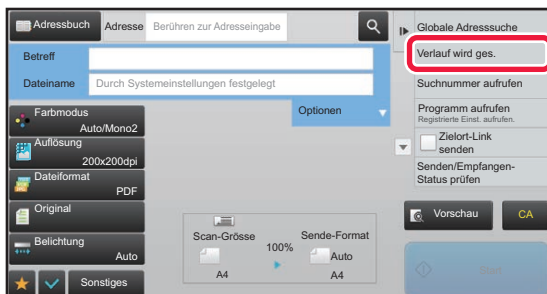 Adressbuch
Adresse
Berühren zur Adresseingabe
Betreff
Dateiname
Durch Systemeinstellungen festgelegt
Optionen
Farbmodus
Auto/Mono2
Auflösung
200x200dpi
Dateiformat
PDF
Original
Belichtung
Auto
Sonstiges
Scan-Grösse
100%
Sende-Format
A4
Auto
A4
Globale Adresssuche
Verlauf wird ges.
Suchnummer aufrufen
Programm aufrufen
Registrierte Einst. aufrufen.
Zielort-Link
senden
Senden/Empfangen-
Status prüfen
Vorschau
CA
Start